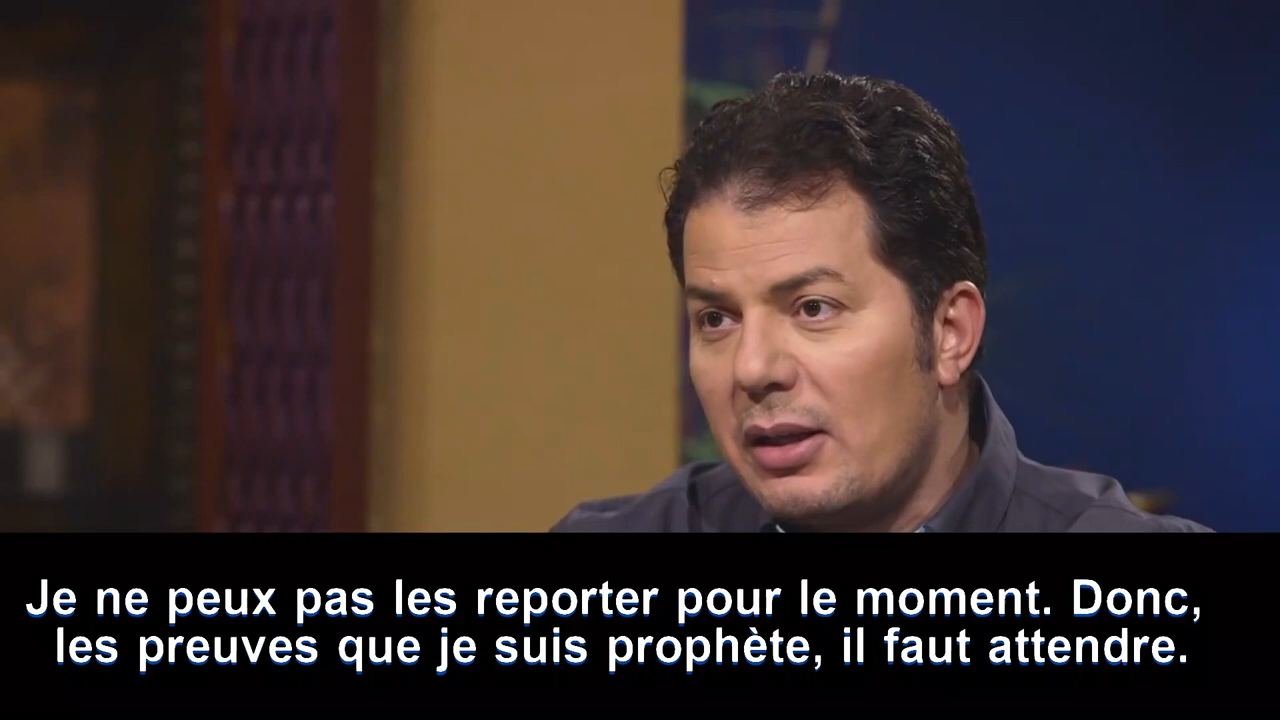 Je ne peux pas les reporter pour le moment. Donc,
les preuves que je suis prophète, il faut attendre.